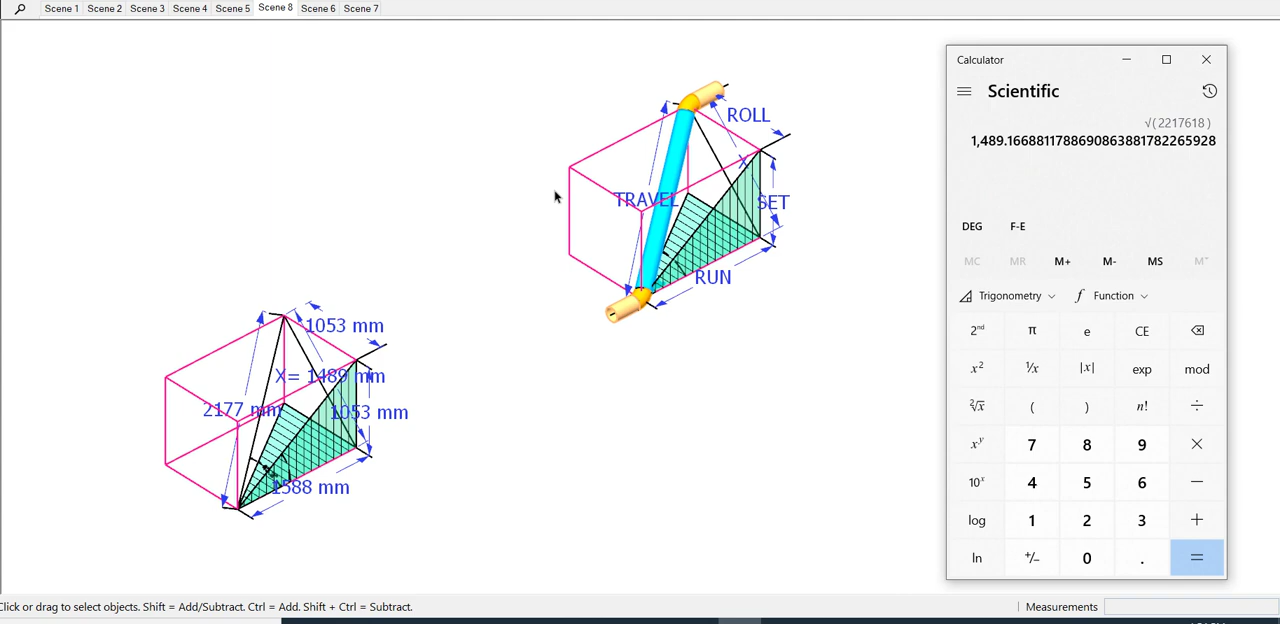 Scene 1 Scene 2 Scene 3 Scene 4 Scene 5 Scene 8 Scene 6 Scene 7
ROLL
X
TRAVEL
SET
RUN
1053 mm
X= 1489 mm
2177 mm
1053 mm
1588 mm
Calculator
Scientific
√(2217618)
1,489.1668811788690863881782265928
DEG F-E
MC MR M+ M- MS M˅
Trigonometry f Function
2ⁿᵈ π e CE
x² ¹/x |x| exp mod
²√x ( ) n! ÷
xʸ 7 8 9 ×
10ˣ 4 5 6 −
log 1 2 3 +
ln +/− 0 . =
Click or drag to select objects. Shift = Add/Subtract. Ctrl = Add. Shift + Ctrl = Subtract.
Measurements